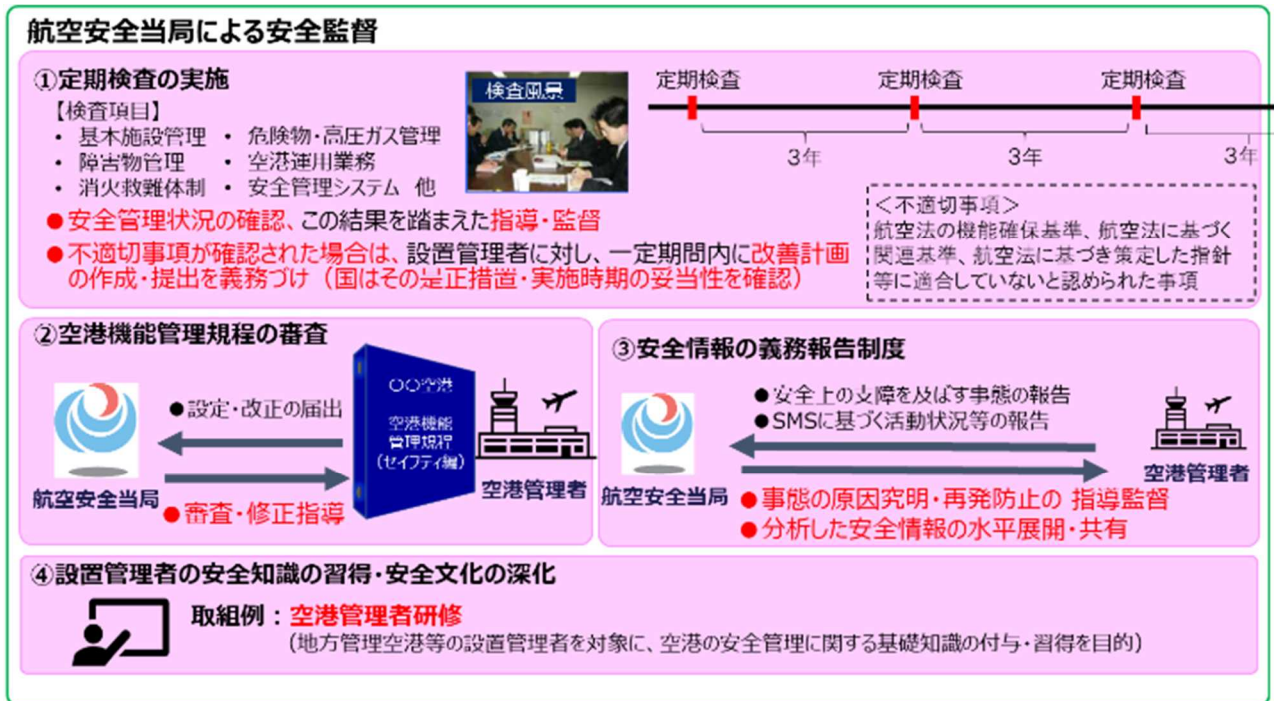 航空安全当局による安全監督
①定期検査の実施
【検査項目】
• 基本施設管理 • 危険物・高圧ガス管理
• 障害物管理 • 空港運用業務
• 消火救難体制 • 安全管理システム 他
検査風景
定期検査 定期検査 定期検査
3年 3年 3年
●安全管理状況の確認、この結果を踏まえた指導・監督
●不適切事項が確認された場合は、設置管理者に対し、一定期間内に改善計画
の作成・提出を義務づけ（国はその是正措置・実施時期の妥当性を確認）
＜不適切事項＞
航空法の機能確保基準、航空法に基づく
関連基準、航空法に基づき策定した指針
等に適合していないと認められた事項
②空港機能管理規程の審査
●設定・改正の届出
航空安全当局
●審査・修正指導
〇〇空港
空港機能
管理規程
(セイフティ編)
空港管理者
③安全情報の義務報告制度
●安全上の支障を及ぼす事態の報告
●SMSに基づく活動状況等の報告
航空安全当局
空港管理者
●事態の原因究明・再発防止の 指導監督
●分析した安全情報の水平展開・共有
④設置管理者の安全知識の習得・安全文化の深化
取組例：空港管理者研修
(地方管理空港等の設置管理者を対象に、空港の安全管理に関する基礎知識の付与・習得を目的)